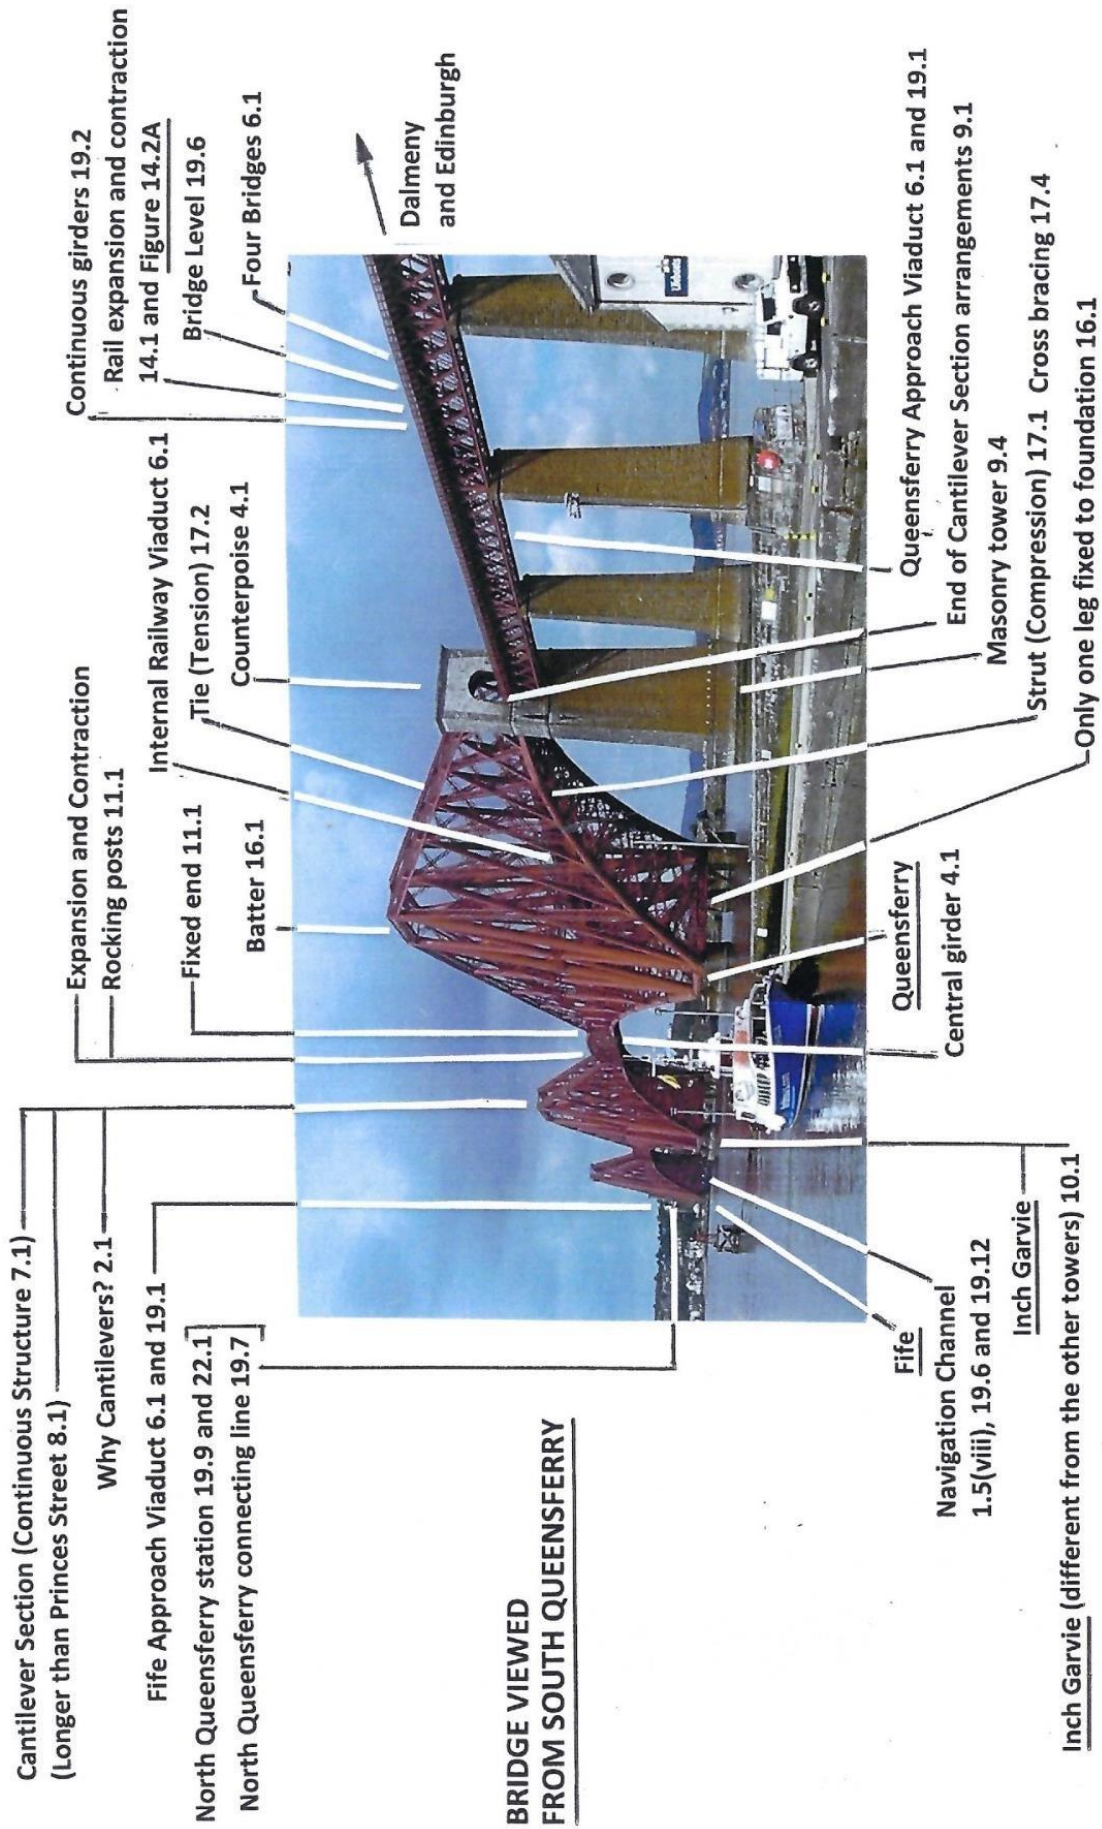 Cantilever Section (Continuous Structure 7.1)
(Longer than Princes Street 8.1)
Why Cantilevers? 2.1
Fife Approach Viaduct 6.1 and 19.1
North Queensferry station 19.9 and 22.1
North Queensferry connecting line 19.7
Expansion and Contraction
Rocking posts 11.1
Fixed end 11.1
Batter 16.1
Internal Railway Viaduct 6.1
Tie (Tension) 17.2
Counterpoise 4.1
Continuous girders 19.2
Rail expansion and contraction
14.1 and Figure 14.2A
Bridge Level 19.6
Four Bridges 6.1
Dalmeny
and Edinburgh
BRIDGE VIEWED
FROM SOUTH QUEENSFERRY
Fife
Navigation Channel
1.5(viii), 19.6 and 19.12
Inch Garvie
Inch Garvie (different from the other towers) 10.1
Queensferry
Central girder 4.1
Queensferry Approach Viaduct 6.1 and 19.1
End of Cantilever Section arrangements 9.1
Masonry tower 9.4
Strut (Compression) 17.1 Cross bracing 17.4
Only one leg fixed to foundation 16.1